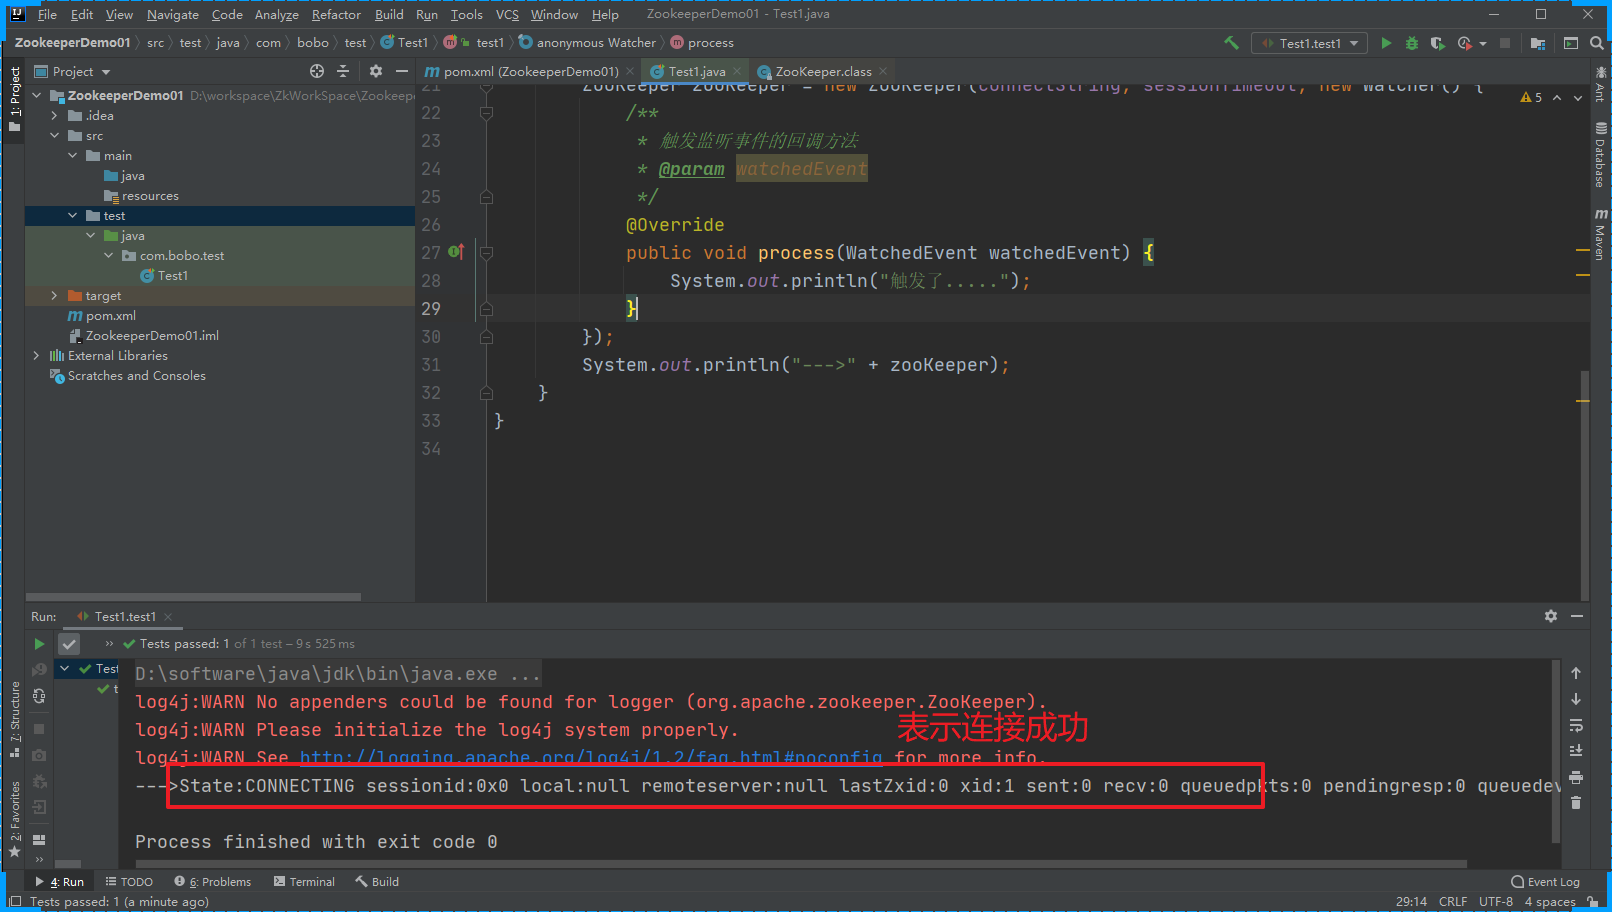 File Edit View Navigate Code Analyze Refactor Build Run Tools VCS Window Help ZookeeperDemo01 - Test1.java
ZookeeperDemo01 src test java com bobo test Test1 test1 anonymous Watcher process Test1.test1
1: Project
Project
ZookeeperDemo01 D:\workspace\ZkWorkSpace\Zookeepe
.idea
src
main
java
resources
test
java
com.bobo.test
Test1
target
pom.xml
ZookeeperDemo01.iml
External Libraries
Scratches and Consoles
pom.xml (ZookeeperDemo01) Test1.java ZooKeeper.class
5
21 ZooKeeper zooKeeper = new ZooKeeper(connectString, sessionTimeout, new Watcher() {
22 /**
23 * 触发监听事件的回调方法
24 * @param watchedEvent
25 */
26 @Override
27 public void process(WatchedEvent watchedEvent) {
28 System.out.println("触发了.....");
29 }
30 });
31 System.out.println("--->" + zooKeeper);
32 }
33 }
34
Ant
Database
Maven
Run: Test1.test1
Tests passed: 1 of 1 test – 9 s 525 ms
Test
t
D:\software\java\jdk\bin\java.exe ...
log4j:WARN No appenders could be found for logger (org.apache.zookeeper.ZooKeeper).
log4j:WARN Please initialize the log4j system properly.
表示连接成功
log4j:WARN See http://logging.apache.org/log4j/1.2/faq.html#noconfig for more info.
--->State:CONNECTING sessionid:0x0 local:null remoteserver:null lastZxid:0 xid:1 sent:0 recv:0 queuedpkts:0 pendingresp:0 queuedev
Process finished with exit code 0
7: Structure
2: Favorites
4: Run TODO 6: Problems Terminal Build Event Log
Tests passed: 1 (a minute ago) 29:14 CRLF UTF-8 4 spaces